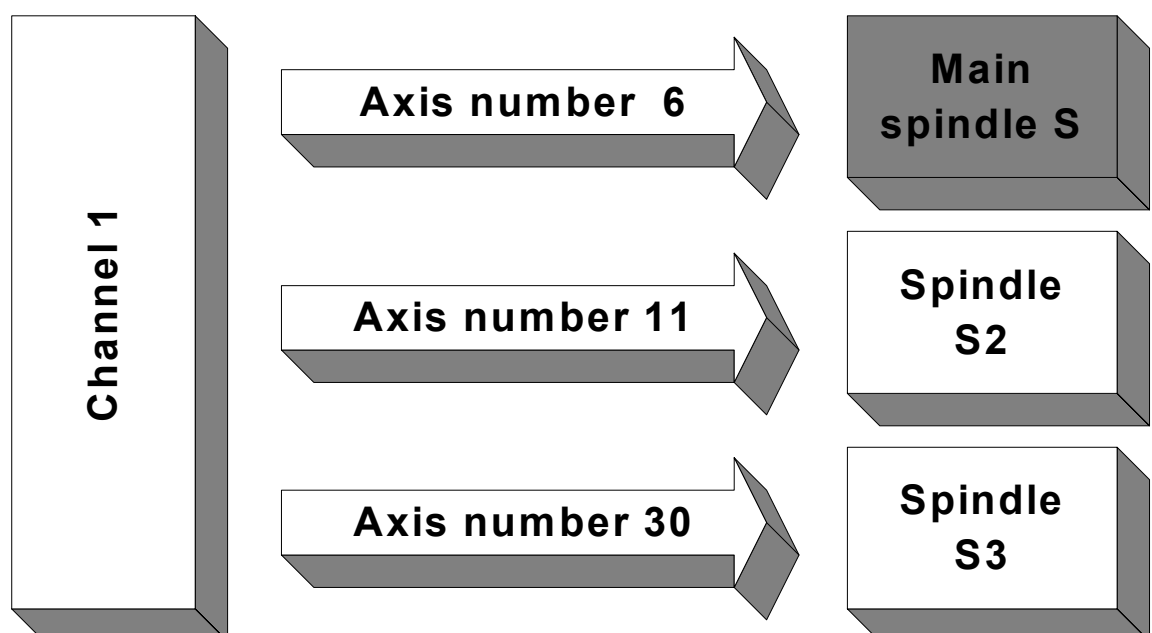 Channel 1
Axis number 6
Main
spindle S
Axis number 11
Spindle
S2
Axis number 30
Spindle
S3